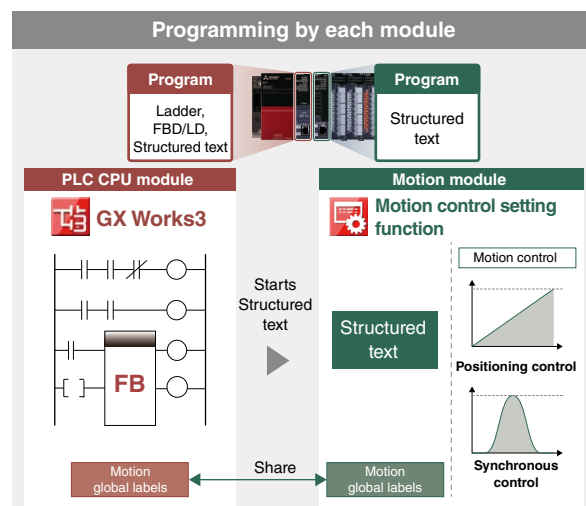 Programming by each module
Program
Ladder,
FBD/LD,
Structured text
Program
Structured
text
PLC CPU module
GX Works3
FB
Starts
Structured
text
Motion module
Motion control setting
function
Structured
text
Motion control
Positioning control
Synchronous
control
Motion
global labels
Share
Motion
global labels